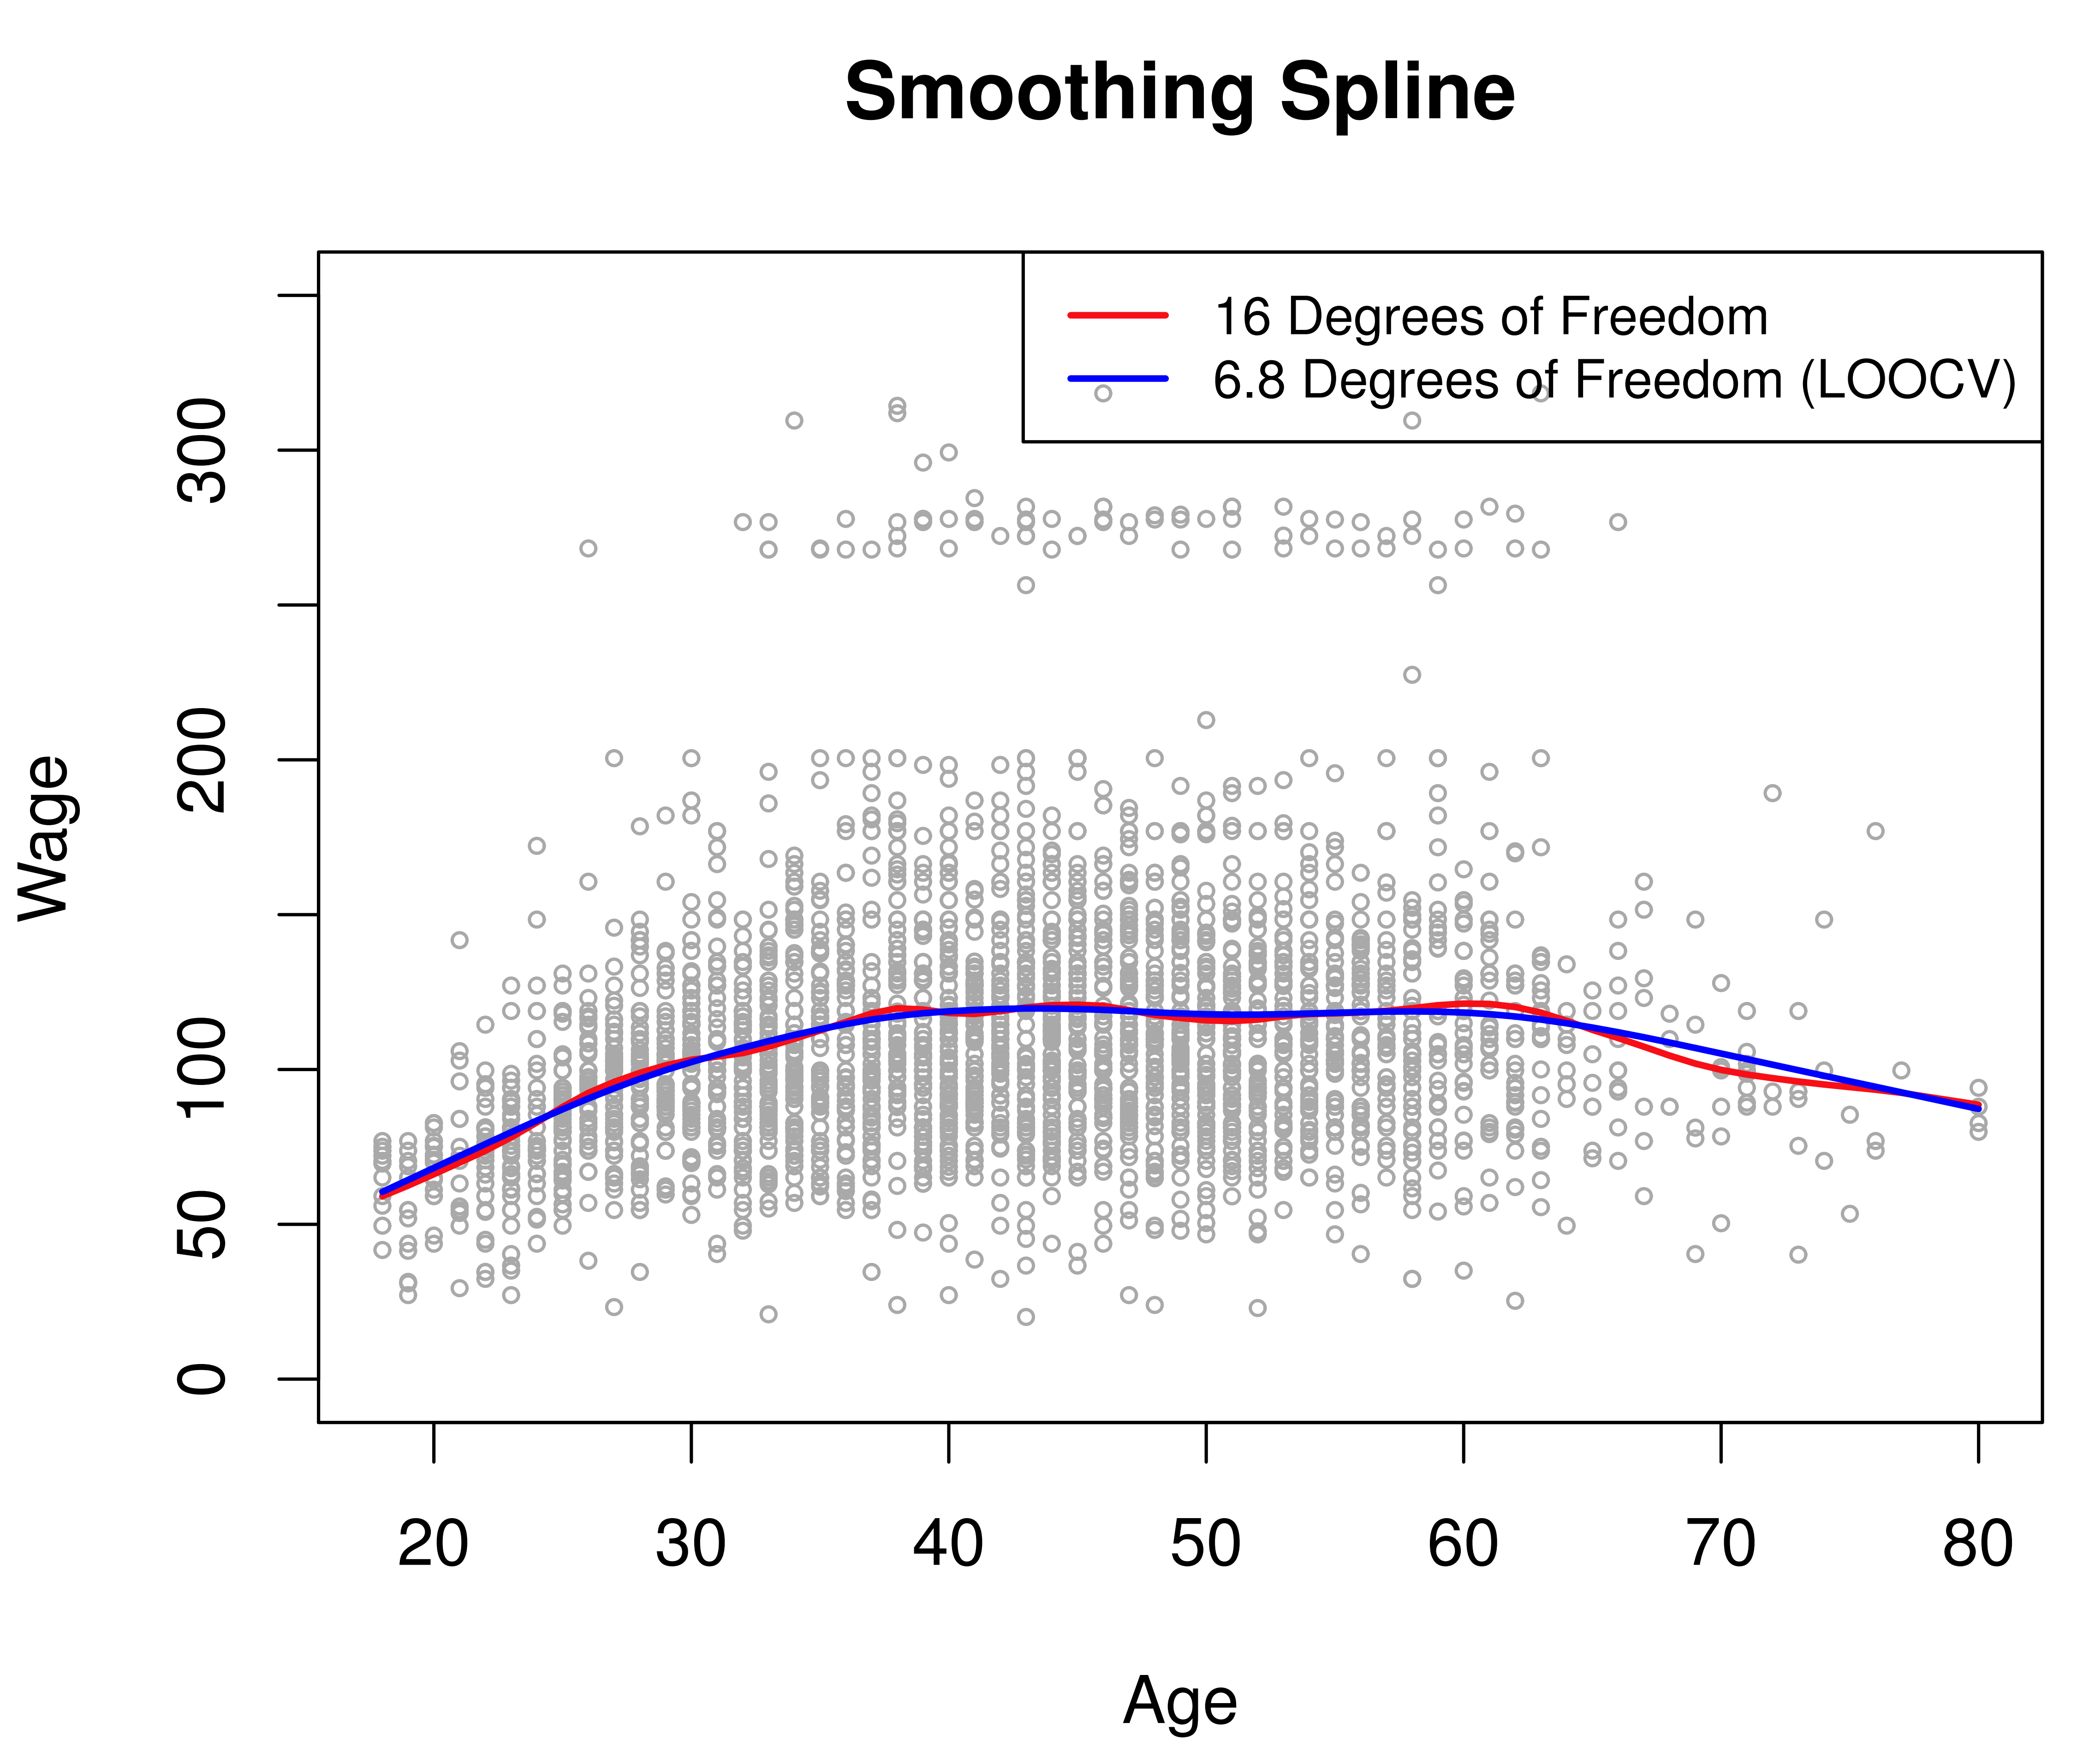 Smoothing Spline
16 Degrees of Freedom
6.8 Degrees of Freedom (LOOCV)
Wage
300
200
100
50
0
20 30 40 50 60 70 80
Age